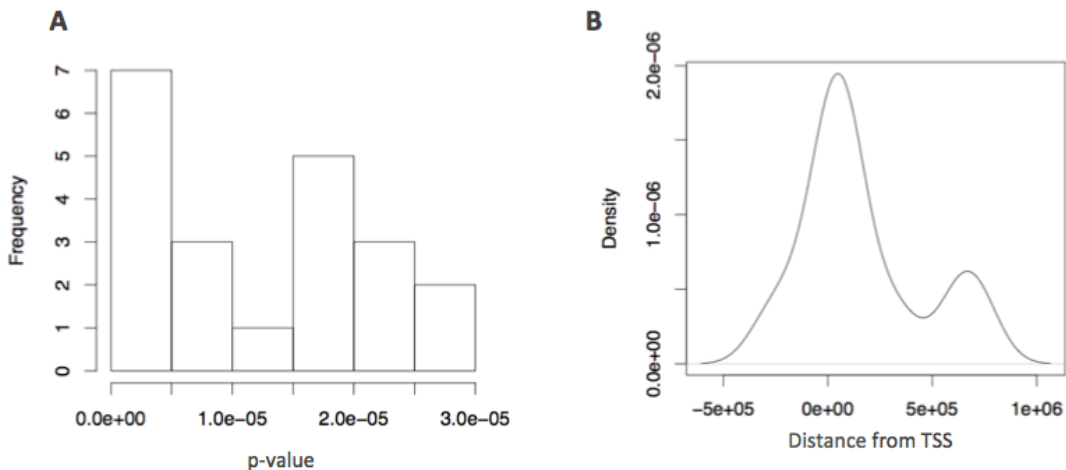 A
Frequency
7
6
5
4
3
2
1
0
0.0e+00 1.0e-05 2.0e-05 3.0e-05
p-value
B
Density
2.0e-06
1.0e-06
0.0e+00
-5e+05 0e+00 5e+05 1e+06
Distance from TSS